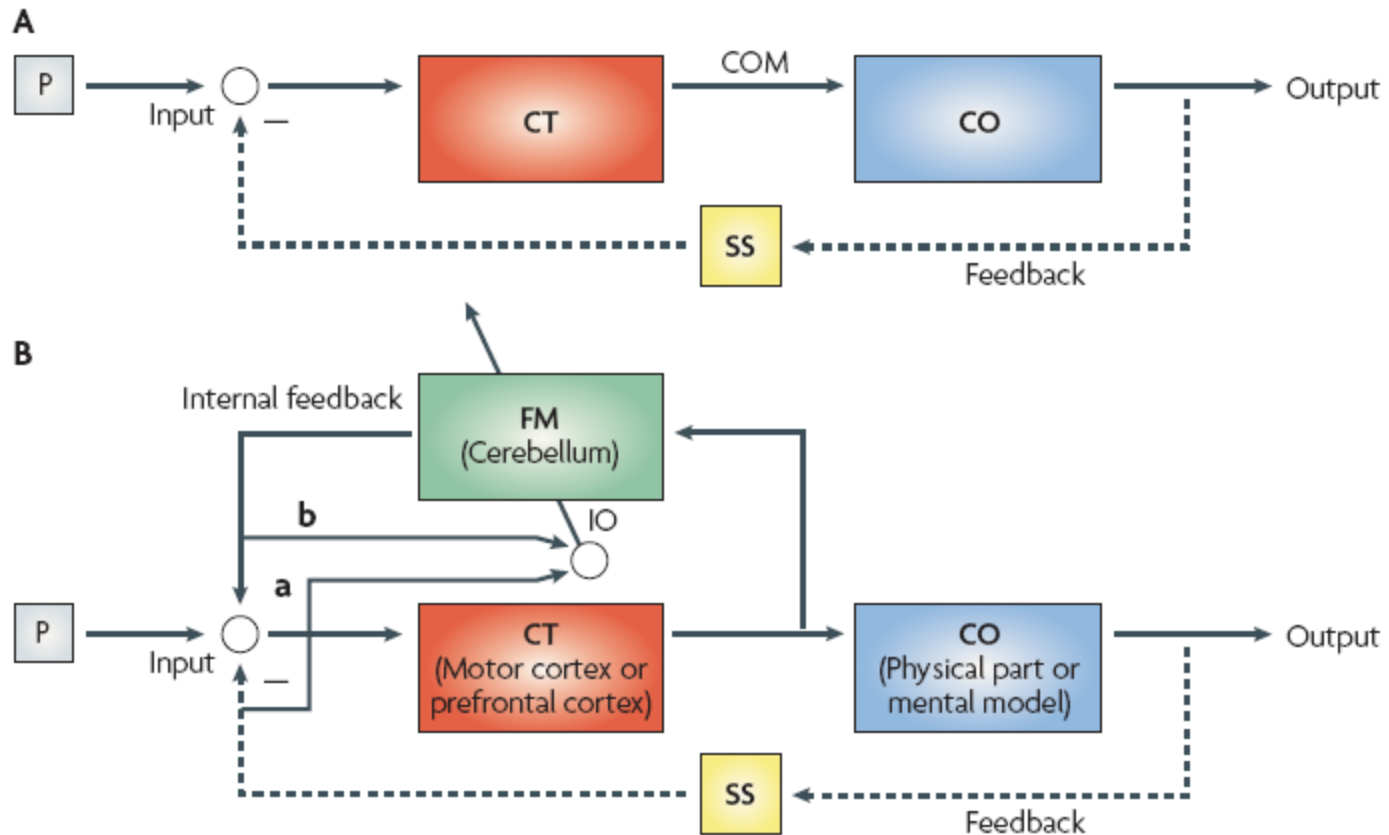 A
P
Input
—
CT
COM
CO
Output
SS
Feedback
B
Internal feedback
FM
(Cerebellum)
b
IO
a
P
Input
—
CT
(Motor cortex or
prefrontal cortex)
CO
(Physical part or
mental model)
Output
SS
Feedback